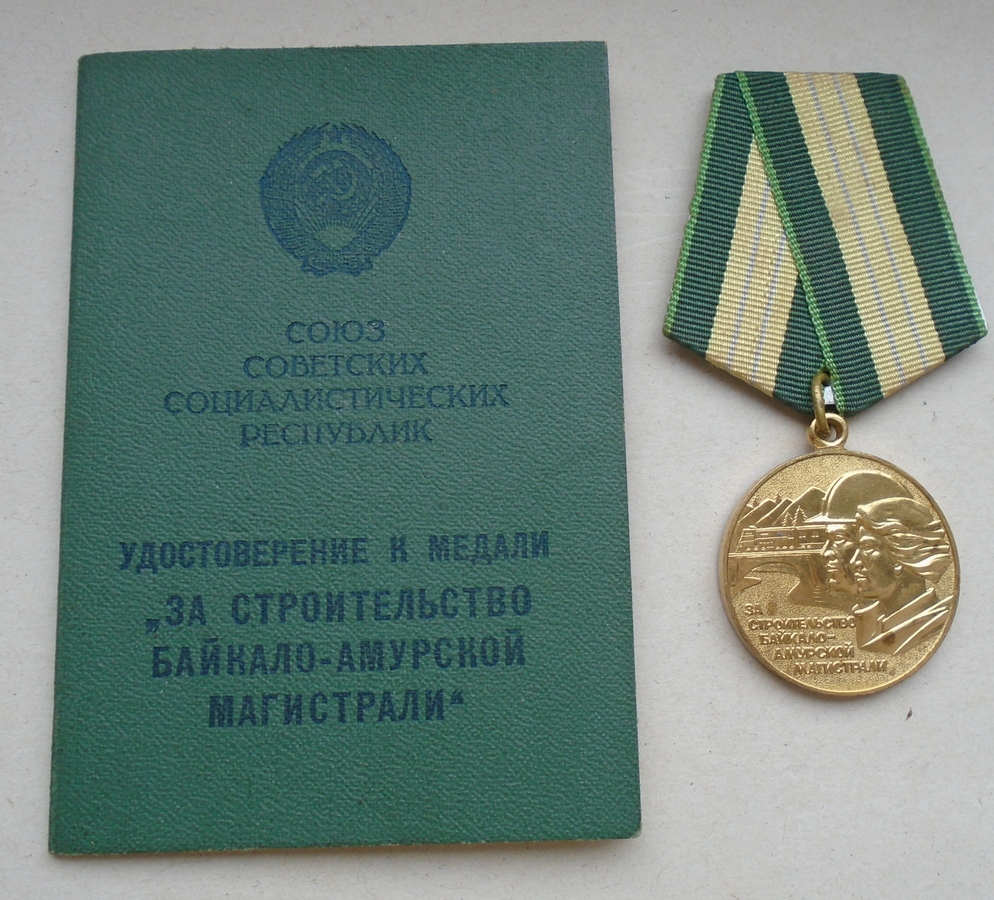 СОЮЗ
СОВЕТСКИХ
СОЦИАЛИСТИЧЕСКИХ
РЕСПУБЛИК
УДОСТОВЕРЕНИЕ К МЕДАЛИ
„ЗА СТРОИТЕЛЬСТВО
БАЙКАЛО-АМУРСКОЙ
МАГИСТРАЛИ“
ЗА
СТРОИТЕЛЬСТВО
БАЙКАЛО-
АМУРСКОЙ
МАГИСТРАЛИ